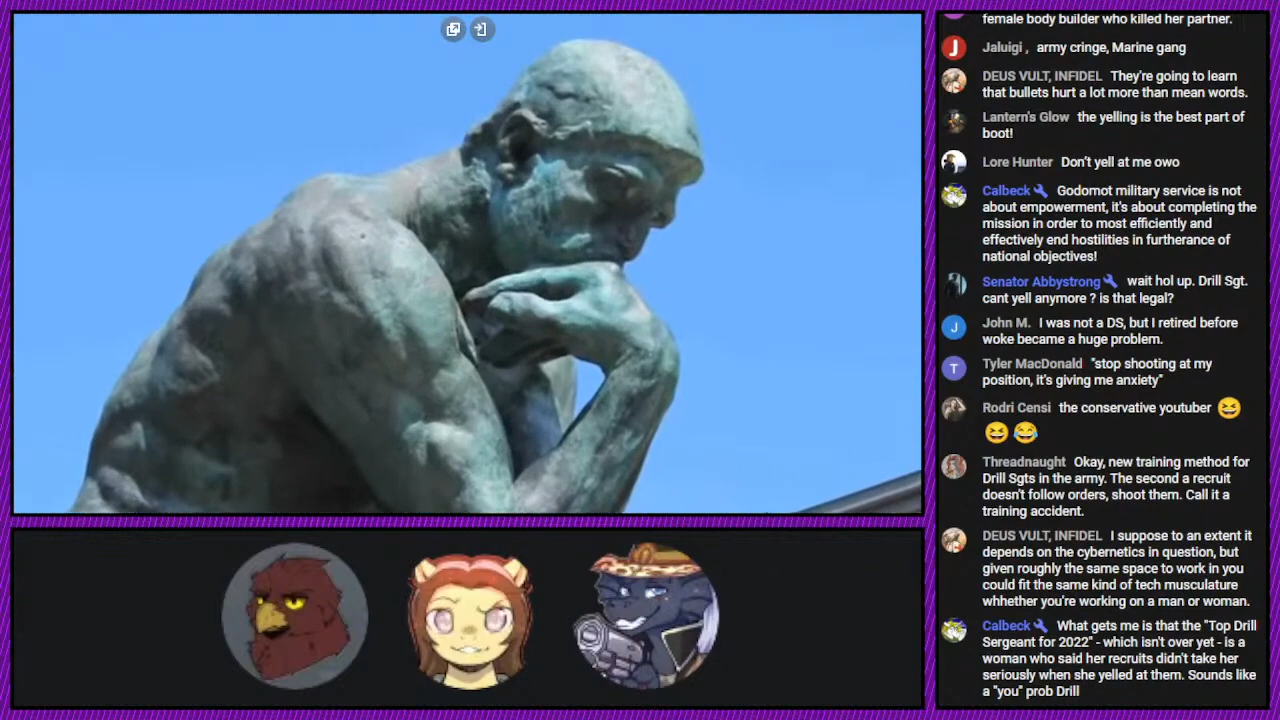 female body builder who killed her partner.
Jaluigi , army cringe, Marine gang
DEUS VULT, INFIDEL They're going to learn
that bullets hurt a lot more than mean words.
Lantern's Glow the yelling is the best part of
boot!
Lore Hunter Don't yell at me owo
Calbeck Godomot military service is not
about empowerment, it's about completing the
mission in order to most efficiently and
effectively end hostilities in furtherance of
national objectives!
Senator Abbystrong wait hol up. Drill Sgt.
cant yell anymore ? is that legal?
John M. I was not a DS, but I retired before
woke became a huge problem.
Tyler MacDonald "stop shooting at my
position, it's giving me anxiety"
Rodri Censi the conservative youtuber 😆
😆 😂
Threadnaught Okay, new training method for
Drill Sgts in the army. The second a recruit
doesn't follow orders, shoot them. Call it a
training accident.
DEUS VULT, INFIDEL I suppose to an extent it
depends on the cybernetics in question, but
given roughly the same space to work in you
could fit the same kind of tech musculature
whhether you're working on a man or woman.
Calbeck What gets me is that the "Top Drill
Sergeant for 2022" - which isn't over yet - is a
woman who said her recruits didn't take her
seriously when she yelled at them. Sounds like
a "you" prob Drill